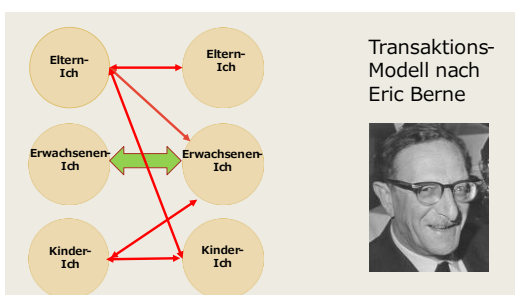 Eltern-
Ich
Eltern-
Ich
Transaktions-
Modell nach
Eric Berne
Erwachsenen-
Ich
Erwachsenen-
Ich
Kinder-
Ich
Kinder-
Ich